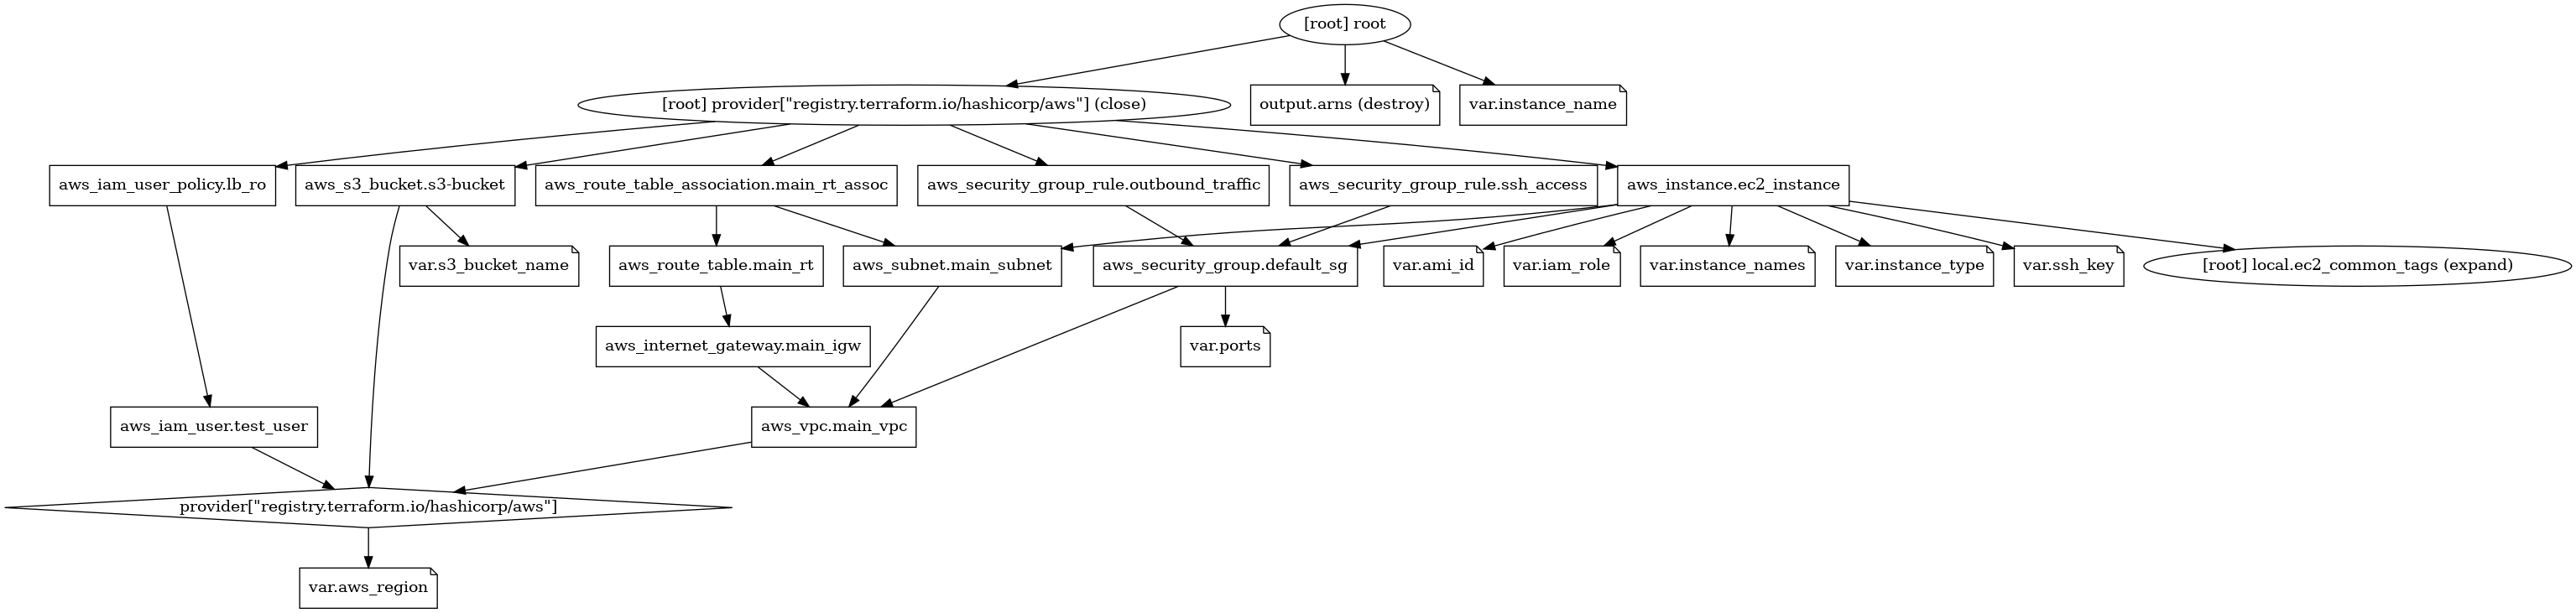 [root] root
[root] provider["registry.terraform.io/hashicorp/aws"] (close)
output.arns (destroy)
var.instance_name
aws_iam_user_policy.lb_ro
aws_s3_bucket.s3-bucket
aws_route_table_association.main_rt_assoc
aws_security_group_rule.outbound_traffic
aws_security_group_rule.ssh_access
aws_instance.ec2_instance
var.s3_bucket_name
aws_route_table.main_rt
aws_subnet.main_subnet
aws_security_group.default_sg
var.ami_id
var.iam_role
var.instance_names
var.instance_type
var.ssh_key
[root] local.ec2_common_tags (expand)
aws_internet_gateway.main_igw
var.ports
aws_iam_user.test_user
aws_vpc.main_vpc
provider["registry.terraform.io/hashicorp/aws"]
var.aws_region